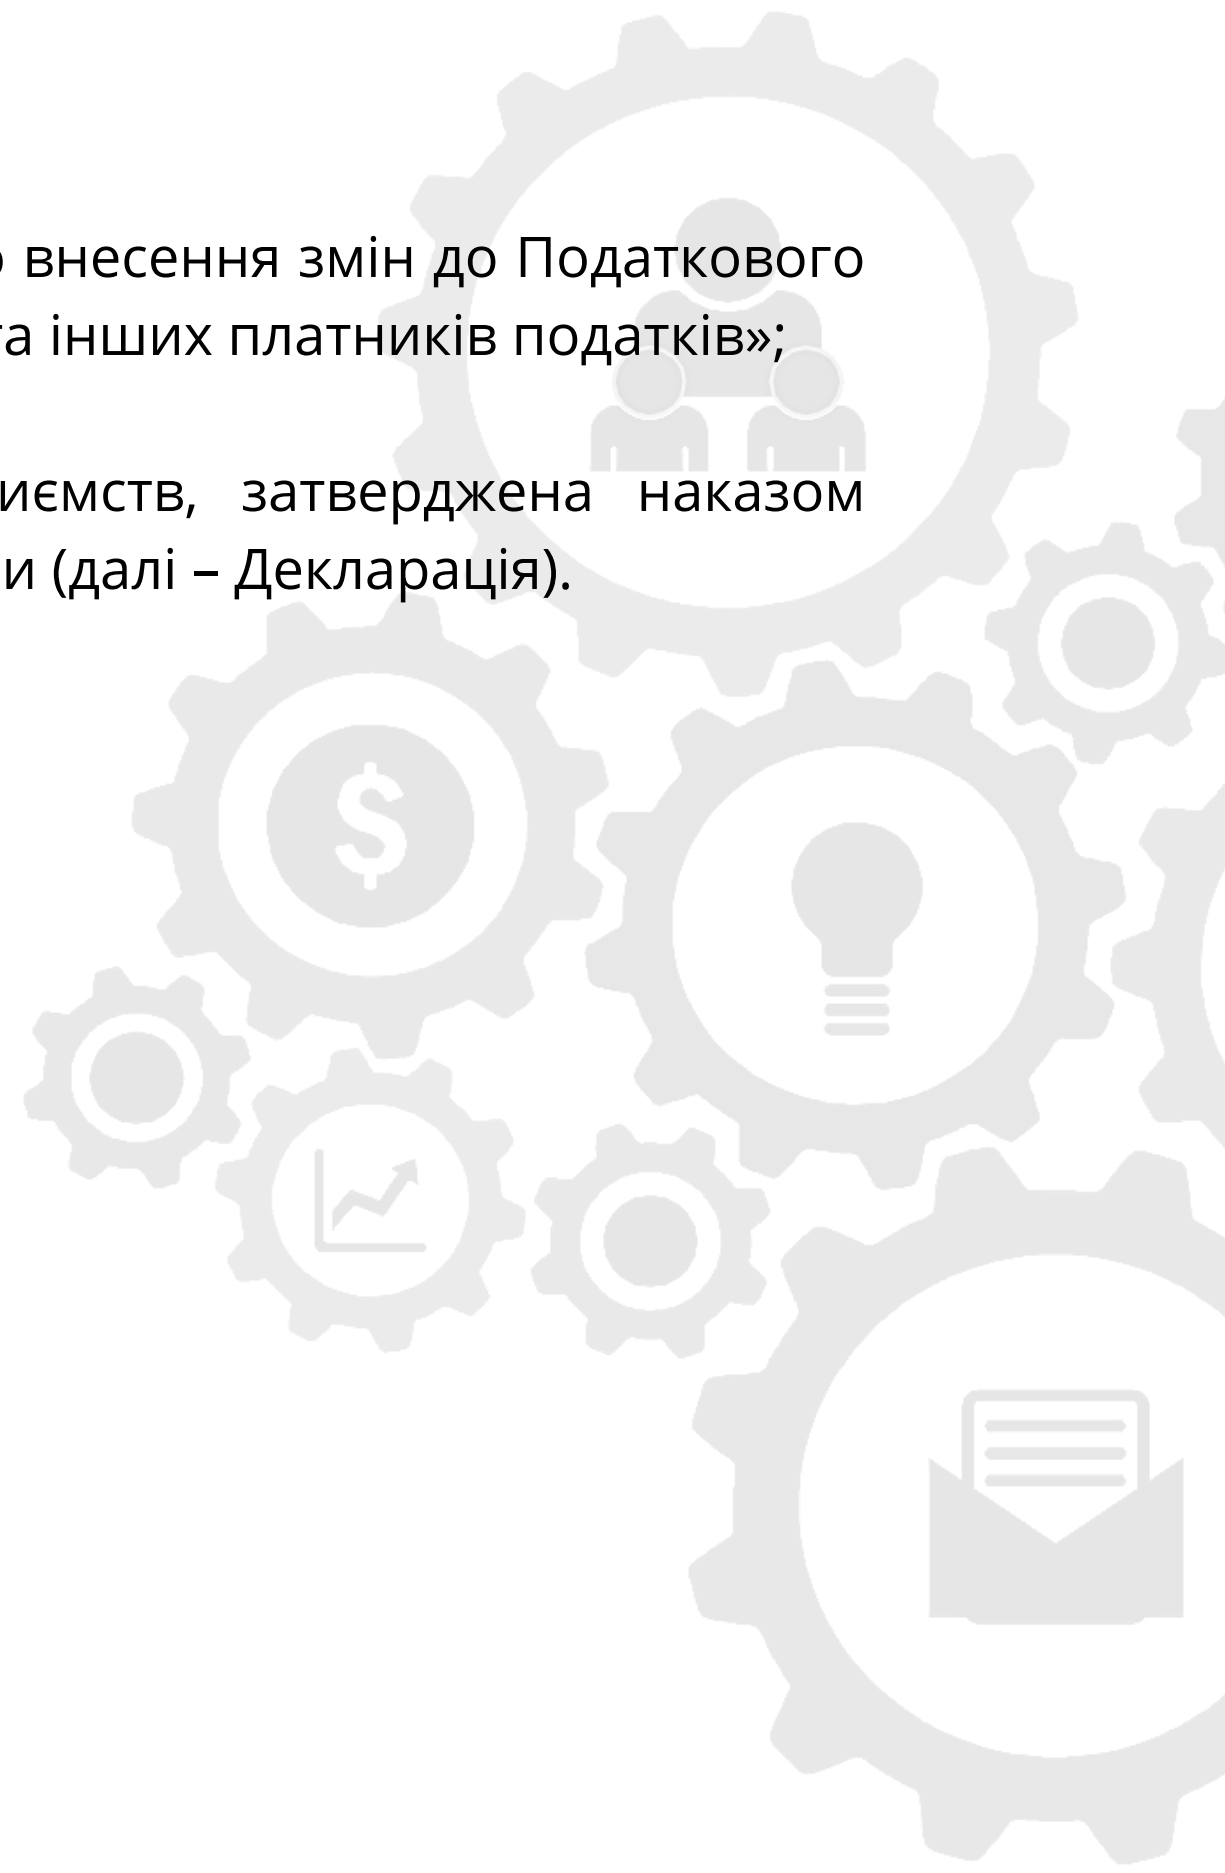 внесення змін до Податкового
та інших платників податків»;
иємств, затверджена наказом
и (далі – Декларація).